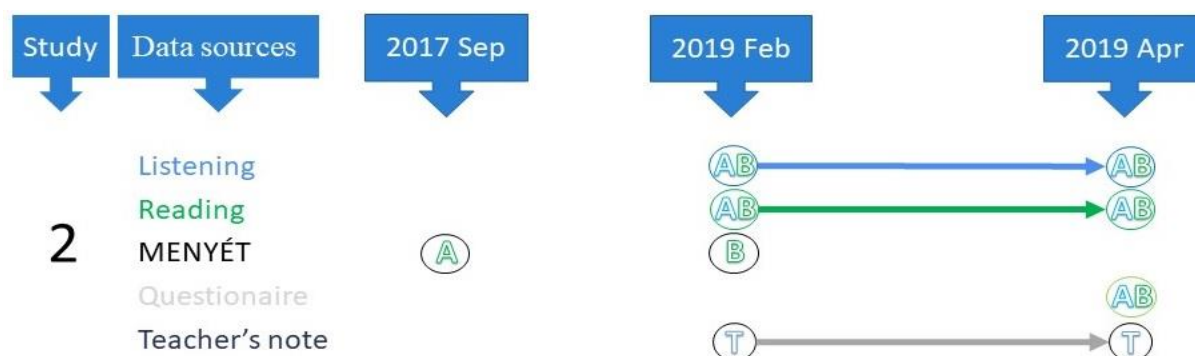 Study Data sources 2017 Sep 2019 Feb 2019 Apr
Listening AB AB
Reading AB AB
2 MENYÉT A B
Questionaire AB
Teacher's note T T